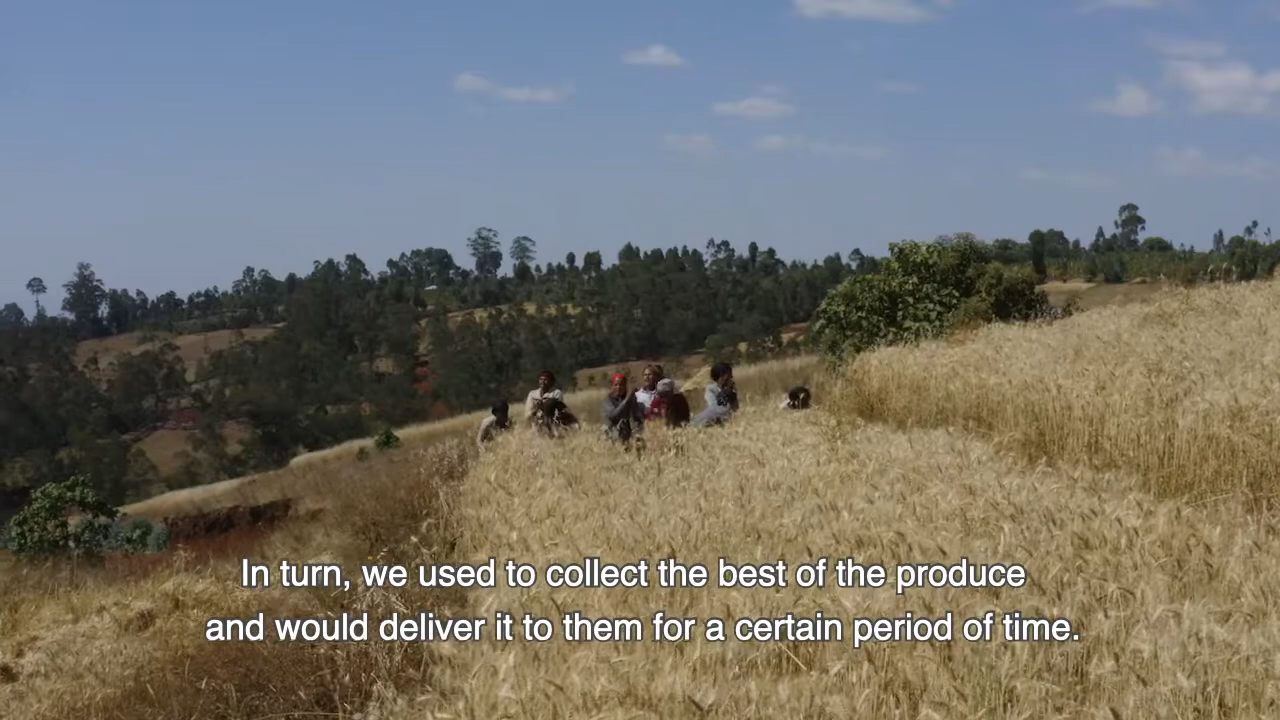 In turn, we used to collect the best of the produce
and would deliver it to them for a certain period of time.